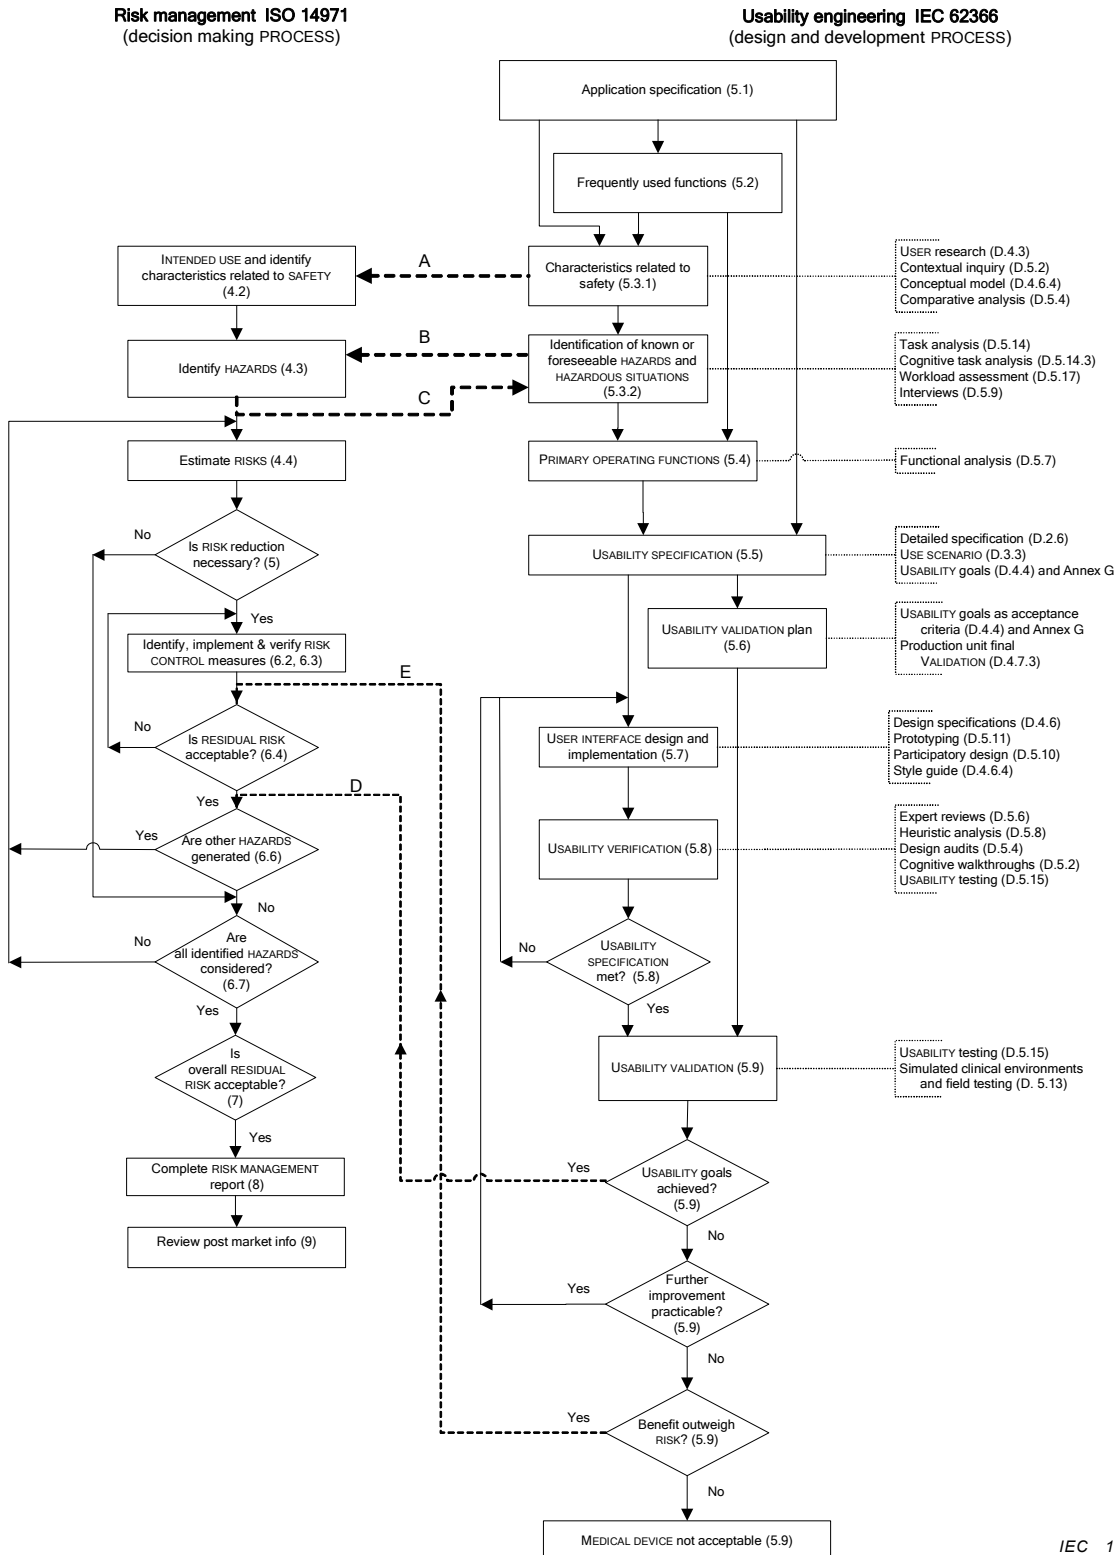 Risk management ISO 14971
(decision making PROCESS)
Usability engineering IEC 62366
(design and development PROCESS)
Application specification (5.1)
Frequently used functions (5.2)
INTENDED USE and identify
characteristics related to SAFETY
(4.2)
A
Characteristics related to
safety
(5.3.1)
USER research (D.4.3)
Contextual inquiry (D.5.2)
Conceptual model (D.4.6.4)
Comparative analysis (D.5.4)
Identify HAZARDS (4.3)
B
C
Identification of known or
foreseeable HAZARDS and
HAZARDOUS SITUATIONS
(5.3.2)
Task analysis (D.5.14)
Cognitive task analysis (D.5.14.3)
Workload assessment (D.5.17)
Interviews (D.5.9)
Estimate RISKS (4.4)
PRIMARY OPERATING FUNCTIONS (5.4)
Functional analysis (D.5.7)
No
Is RISK reduction
necessary? (5)
Yes
USABILITY SPECIFICATION (5.5)
Detailed specification (D.2.6)
USE SCENARIO (D.3.3)
USABILITY goals (D.4.4) and Annex G
Identify, implement & verify RISK
CONTROL measures (6.2, 6.3)
E
USABILITY VALIDATION plan
(5.6)
USABILITY goals as acceptance
criteria (D.4.4) and Annex G
Production unit final
VALIDATION (D.4.7.3)
No
Is RESIDUAL RISK
acceptable? (6.4)
Yes
D
USER INTERFACE design and
implementation (5.7)
Design specifications (D.4.6)
Prototyping (D.5.11)
Participatory design (D.5.10)
Style guide (D.4.6.4)
Yes
Are other HAZARDS
generated (6.6)
No
USABILITY VERIFICATION (5.8)
Expert reviews (D.5.6)
Heuristic analysis (D.5.8)
Design audits (D.5.4)
Cognitive walkthroughs (D.5.2)
USABILITY testing (D.5.15)
No
Are
all identified HAZARDS
considered?
(6.7)
Yes
No
USABILITY
SPECIFICATION
met? (5.8)
Yes
Is
overall RESIDUAL
RISK acceptable?
(7)
Yes
USABILITY VALIDATION (5.9)
USABILITY testing (D.5.15)
Simulated clinical environments
and field testing (D. 5.13)
Complete RISK MANAGEMENT
report (8)
Yes
USABILITY goals
achieved?
(5.9)
No
Review post market info (9)
Yes
Further
improvement
practicable?
(5.9)
No
Yes
Benefit outweigh
RISK? (5.9)
No
MEDICAL DEVICE not acceptable (5.9)
IEC 1